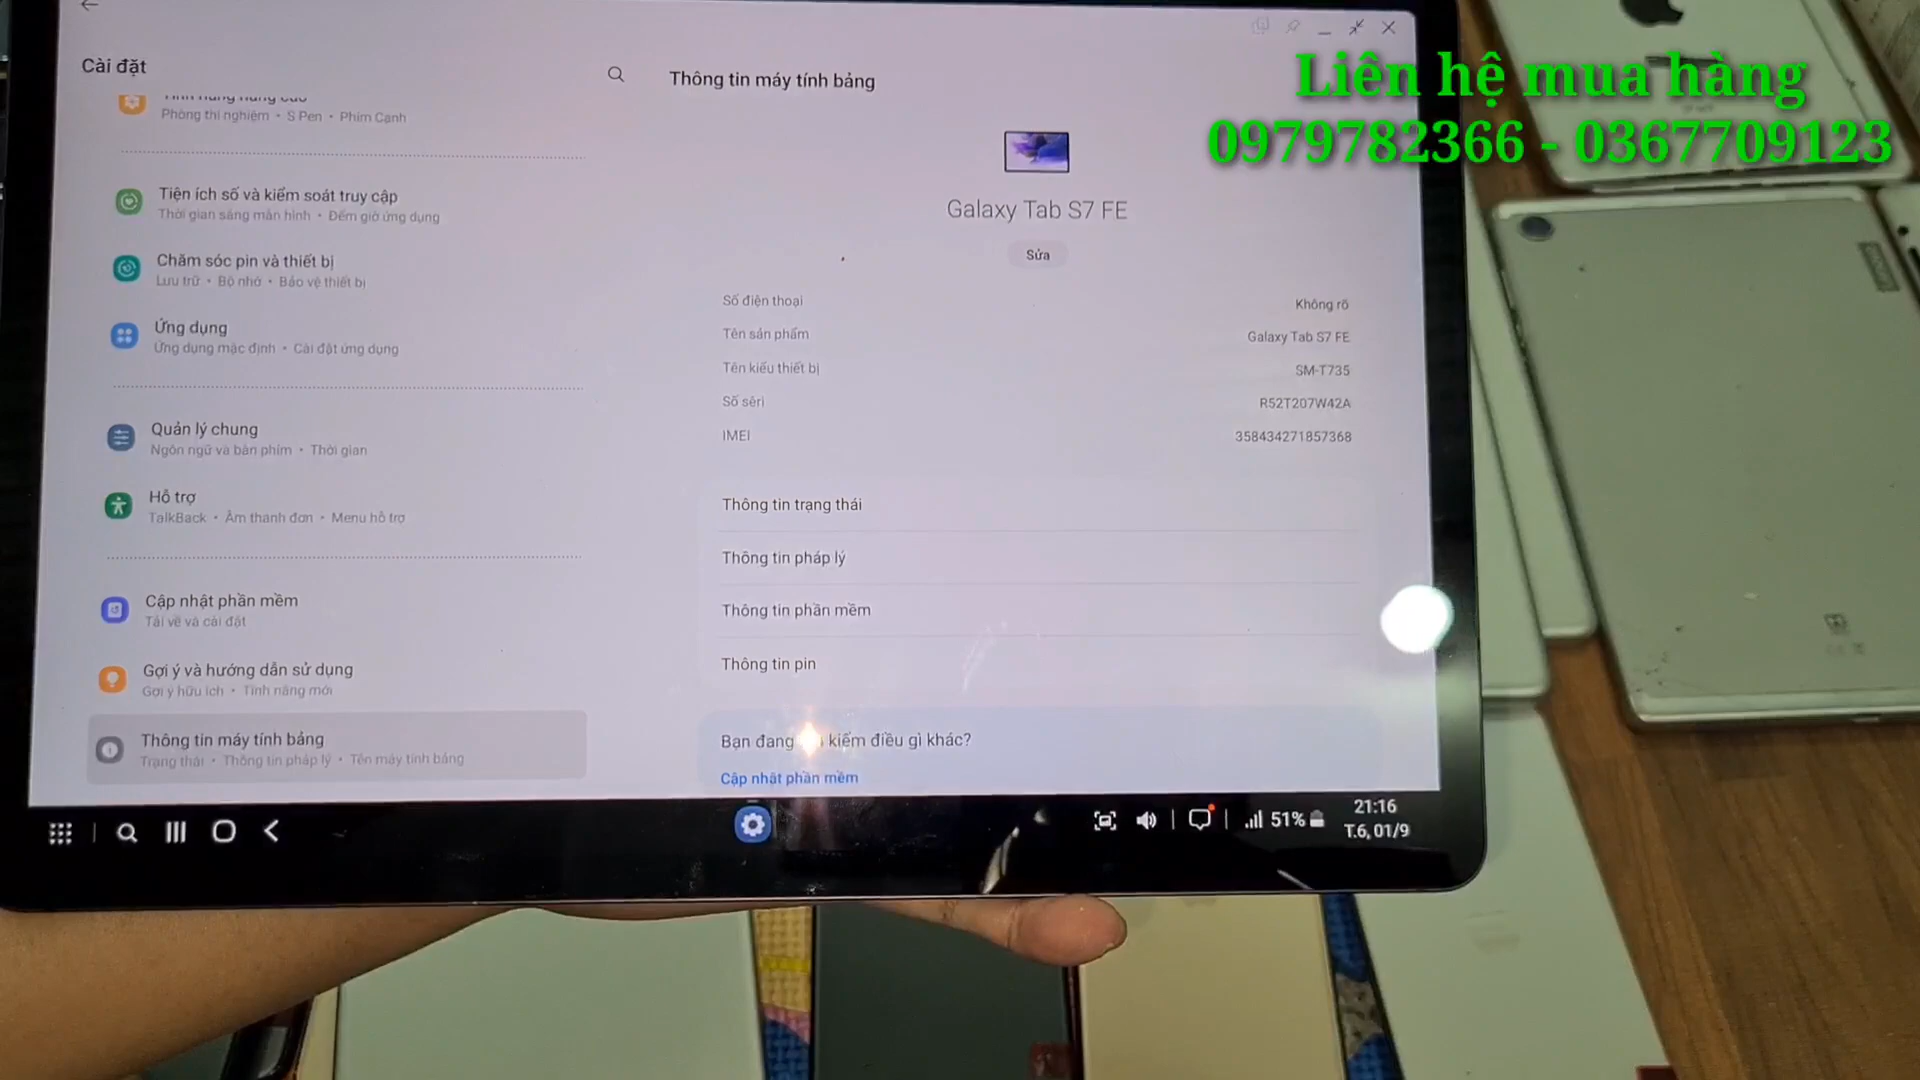 Liên hệ mua hàng
0979782366 - 0367709123
Cài đặt
Phòng thí nghiệm • S Pen • Phím Cạnh
Tiện ích số và kiểm soát truy cập
Thời gian sáng màn hình • Đếm giờ ứng dụng
Chăm sóc pin và thiết bị
Lưu trữ • Bộ nhớ • Bảo vệ thiết bị
Ứng dụng
Ứng dụng mặc định • Cài đặt ứng dụng
Quản lý chung
Ngôn ngữ và bàn phím • Thời gian
Hỗ trợ
TalkBack • Âm thanh đơn • Menu hỗ trợ
Cập nhật phần mềm
Tải về và cài đặt
Gợi ý và hướng dẫn sử dụng
Gợi ý hữu ích • Tính năng mới
Thông tin máy tính bảng
Trạng thái • Thông tin pháp lý • Tên máy tính bảng
Thông tin máy tính bảng
Galaxy Tab S7 FE
Sửa
Số điện thoại Không rõ
Tên sản phẩm Galaxy Tab S7 FE
Tên kiểu thiết bị SM-T735
Số sêri R52T207W42A
IMEI 358434271857368
Thông tin trạng thái
Thông tin pháp lý
Thông tin phần mềm
Thông tin pin
Bạn đang kiếm điều gì khác?
Cập nhật phần mềm
51%
21:16
T.6, 01/9